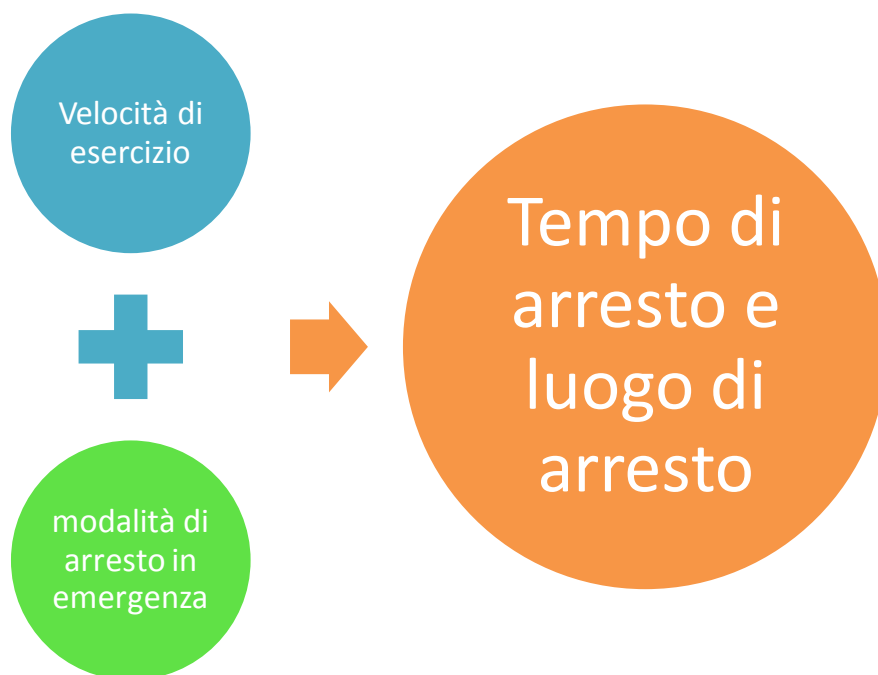 Velocità di
esercizio
modalità di
arresto in
emergenza
Tempo di
arresto e
luogo di
arresto